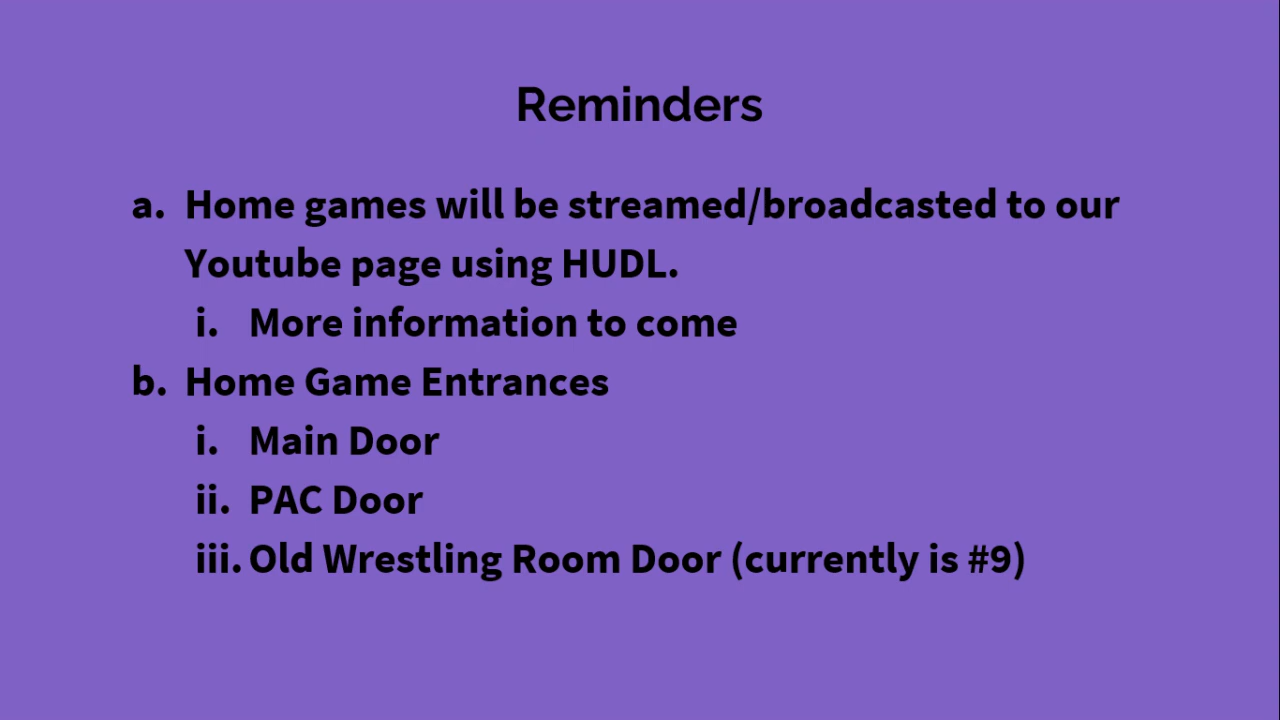 Reminders
a. Home games will be streamed/broadcasted to our
Youtube page using HUDL.
i. More information to come
b. Home Game Entrances
i. Main Door
ii. PAC Door
iii. Old Wrestling Room Door (currently is #9)